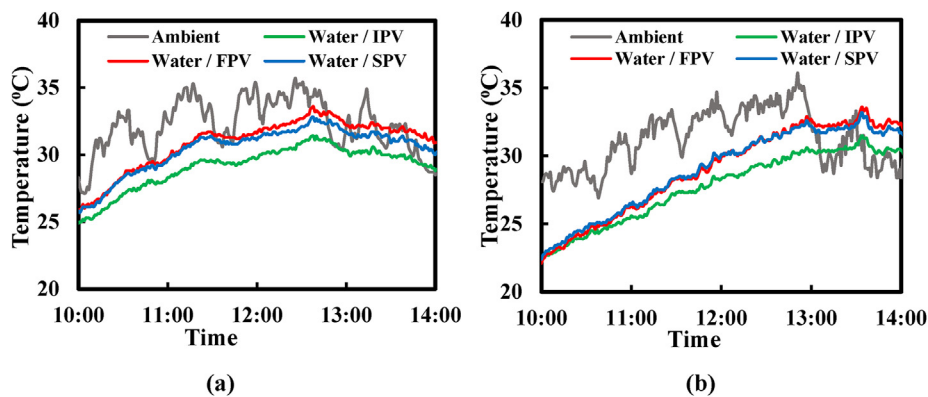 40
35
30
25
20
Temperature (⁰C)
Ambient
Water / IPV
Water / FPV
Water / SPV
10:00 11:00 12:00 13:00 14:00
Time
(a)
40
35
30
25
20
Temperature (⁰C)
Ambient
Water / IPV
Water / FPV
Water / SPV
10:00 11:00 12:00 13:00 14:00
Time
(b)